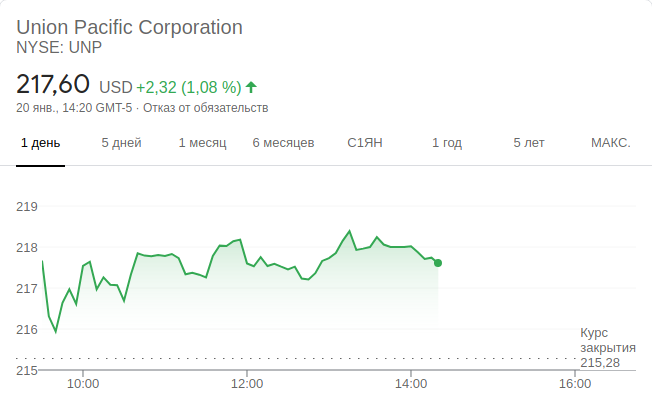 Union Pacific Corporation
NYSE: UNP
217,60 USD +2,32 (1,08 %)
20 янв., 14:20 GMT-5 · Отказ от обязательств
1 день 5 дней 1 месяц 6 месяцев С1ЯН 1 год 5 лет МАКС.
219
218
217
216
Курс
закрытия
215,28
215
10:00 12:00 14:00 16:00